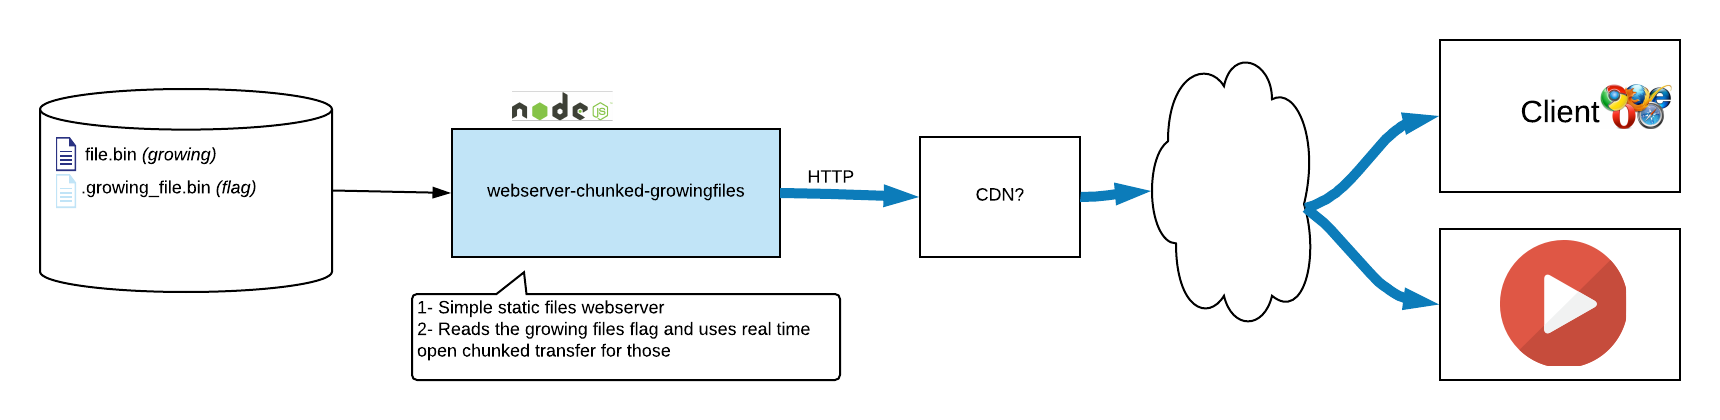 file.bin (growing)
.growing_file.bin (flag)
node
JS
webserver-chunked-growingfiles
1- Simple static files webserver
2- Reads the growing files flag and uses real time
open chunked transfer for those
HTTP
CDN?
Client